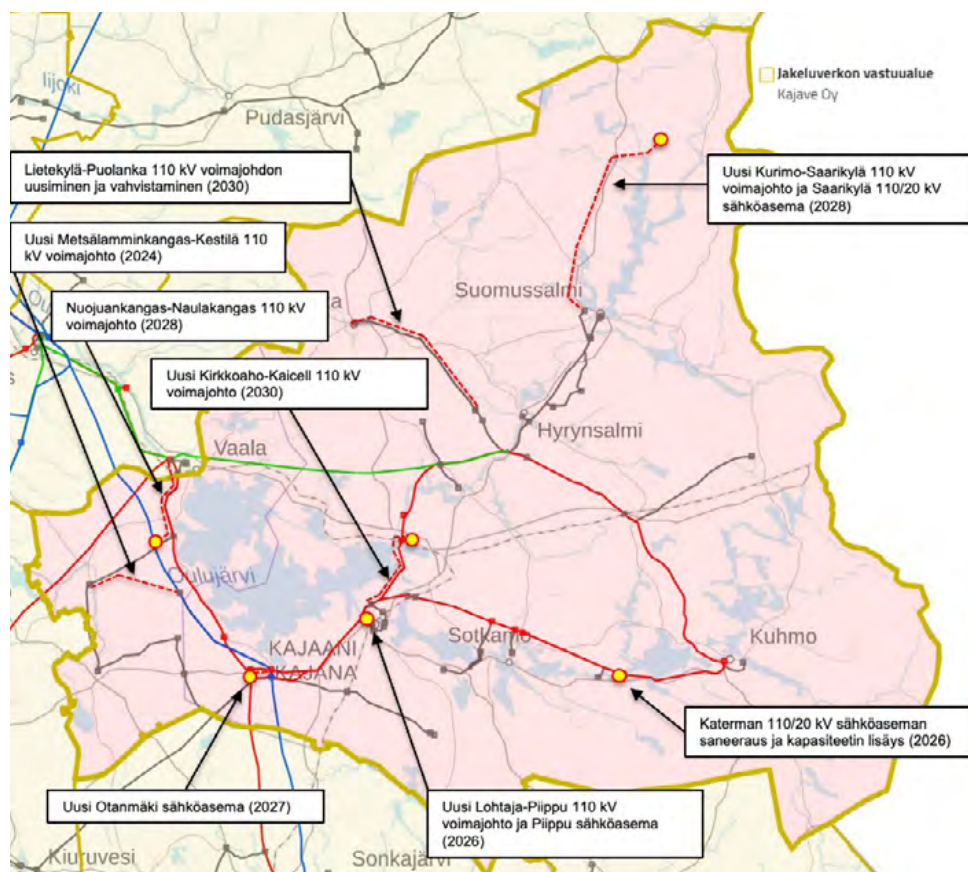 Iijoki
Pudasjärvi
Jakeluverkon vastuualue
Kajave Oy
Lietekylä-Puolanka 110 kV voimajohdon
uusiminen ja vahvistaminen (2030)
Uusi Kurimo-Saarikylä 110 kV
voimajohto ja Saarikylä 110/20 kV
sähköasema (2028)
Uusi Metsälamminkangas-Kestilä 110
kV voimajohto (2024)
Nuojuankangas-Naulakangas 110 kV
voimajohto (2028)
Suomussalmi
Uusi Kirkkoaho-Kaicell 110 kV
voimajohto (2030)
Hyrynsalmi
Vaala
Oulujärvi
KAJAANI
KAJANA
Sotkamo
Kuhmo
Katerman 110/20 kV sähköaseman
saneeraus ja kapasiteetin lisäys (2026)
Uusi Otanmäki sähköasema (2027)
Uusi Lohtaja-Piippu 110 kV
voimajohto ja Piippu sähköasema
(2026)
Kiuruvesi
Sonkajärvi